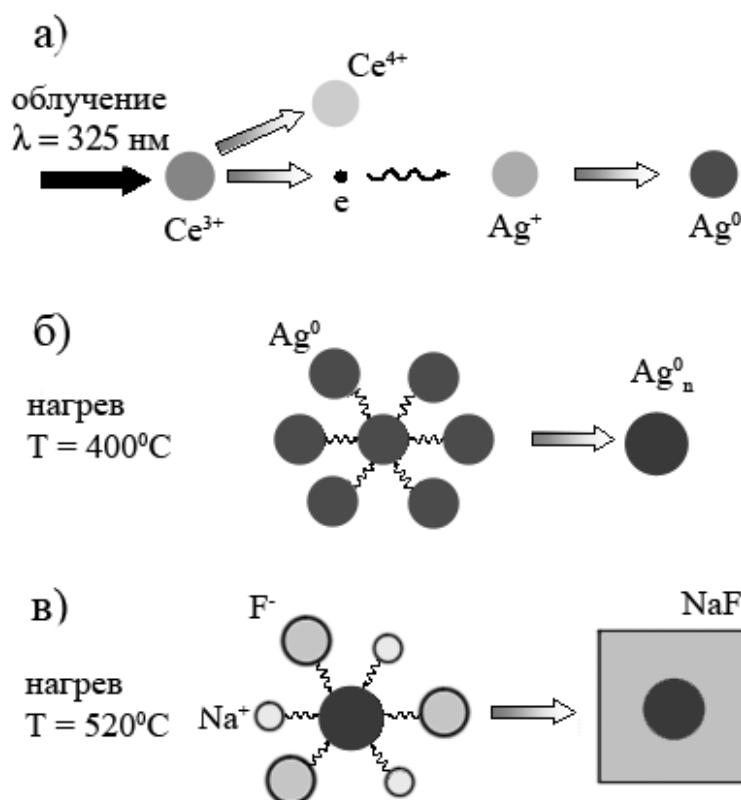 а)
Ce⁴⁺
облучение
λ = 325 нм
Ce³⁺
e
Ag⁺
Ag⁰
б)
Ag⁰
Ag⁰ₙ
нагрев
T = 400⁰C
в)
F⁻
NaF
нагрев
T = 520⁰C
Na⁺